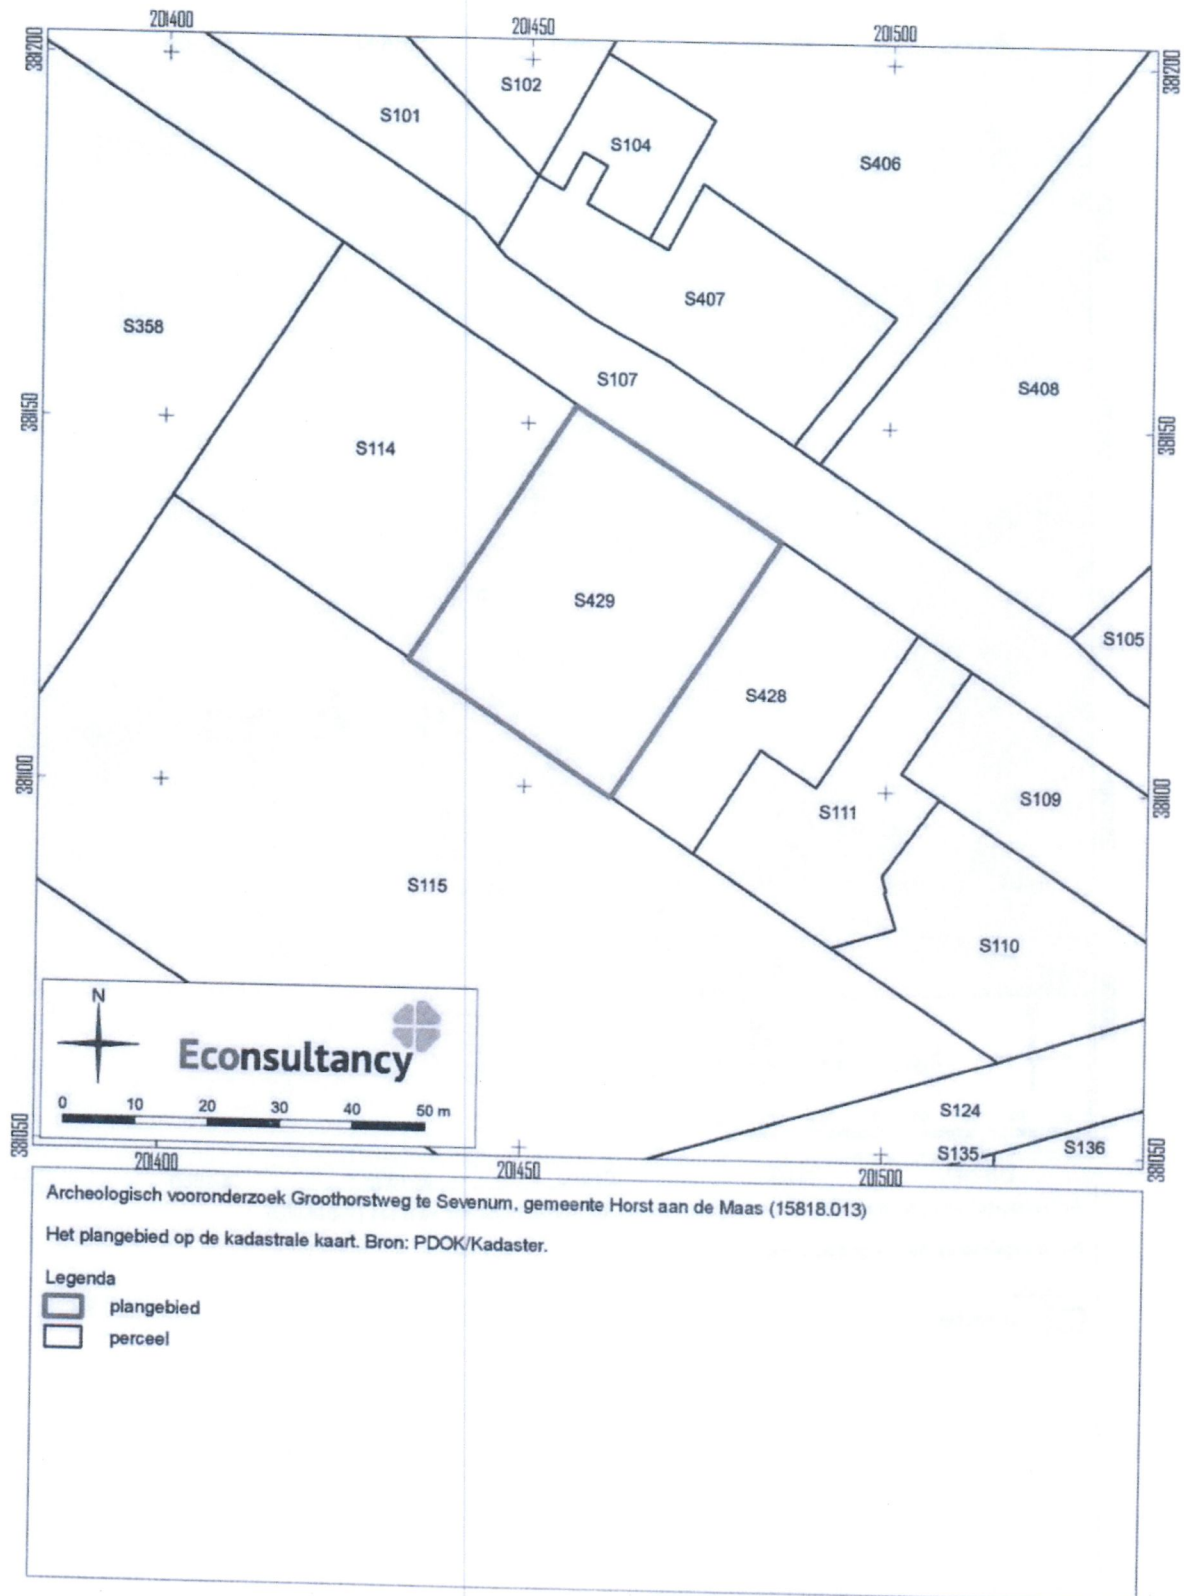 201400 201450 201500
381200 381200
S102
S101
S104
S406
S407
S358
S107
S408
381150 381150
S114
S429
S105
S428
381100 381100
S109
S111
S115
S110
N
Econsultancy
0 10 20 30 40 50 m
S124
S135 S136
381050 381050
201400 201450 201500
Archeologisch vooronderzoek Groothorstweg te Sevenum, gemeente Horst aan de Maas (15818.013)
Het plangebied op de kadastrale kaart. Bron: PDOK/Kadaster.
Legenda
plangebied
perceel